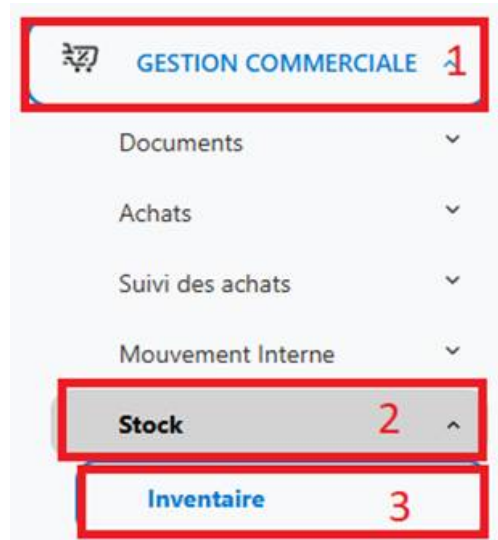 GESTION COMMERCIALE 1
Documents
Achats
Suivi des achats
Mouvement Interne
Stock 2
Inventaire 3